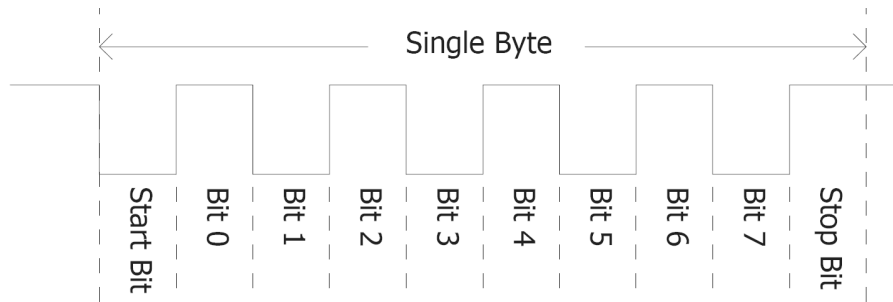 Single Byte
Start Bit
Bit 0
Bit 1
Bit 2
Bit 3
Bit 4
Bit 5
Bit 6
Bit 7
Stop Bit